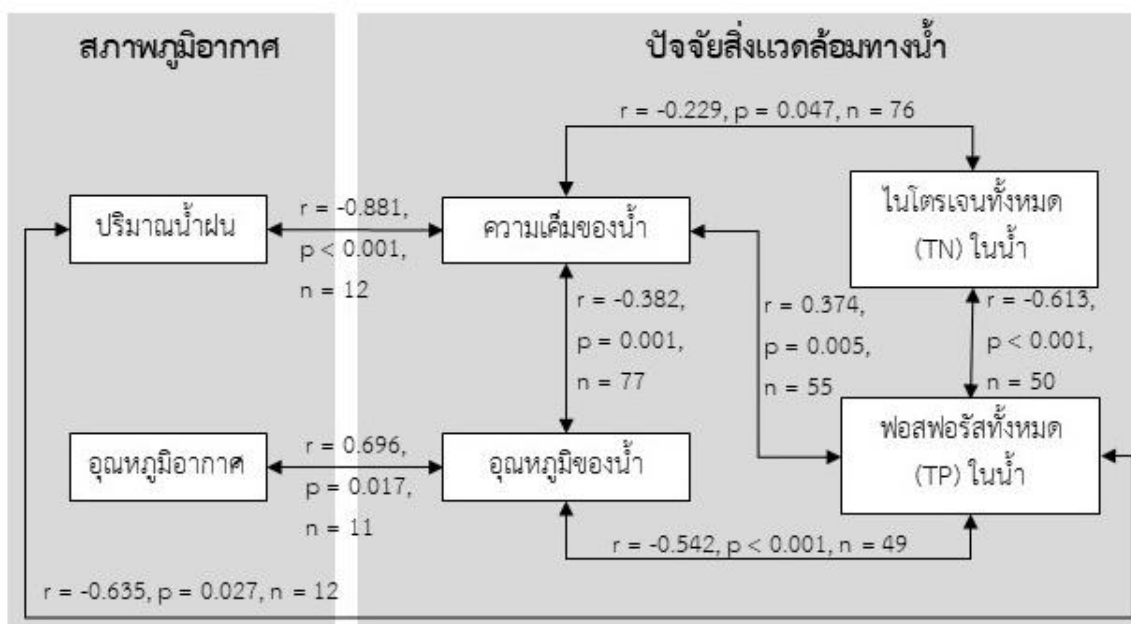 สภาพภูมิอากาศ
ปัจจัยสิ่งแวดล้อมทางน้ำ
r = -0.229, p = 0.047, n = 76
ปริมาณน้ำฝน
r = -0.881,
p < 0.001,
n = 12
ความเค็มของน้ำ
ไนโตรเจนทั้งหมด
(TN) ในน้ำ
r = -0.382,
p = 0.001,
n = 77
r = 0.374,
p = 0.005,
n = 55
r = -0.613,
p < 0.001,
n = 50
อุณหภูมิอากาศ
r = 0.696,
p = 0.017,
n = 11
อุณหภูมิของน้ำ
ฟอสฟอรัสทั้งหมด
(TP) ในน้ำ
r = -0.542, p < 0.001, n = 49
r = -0.635, p = 0.027, n = 12